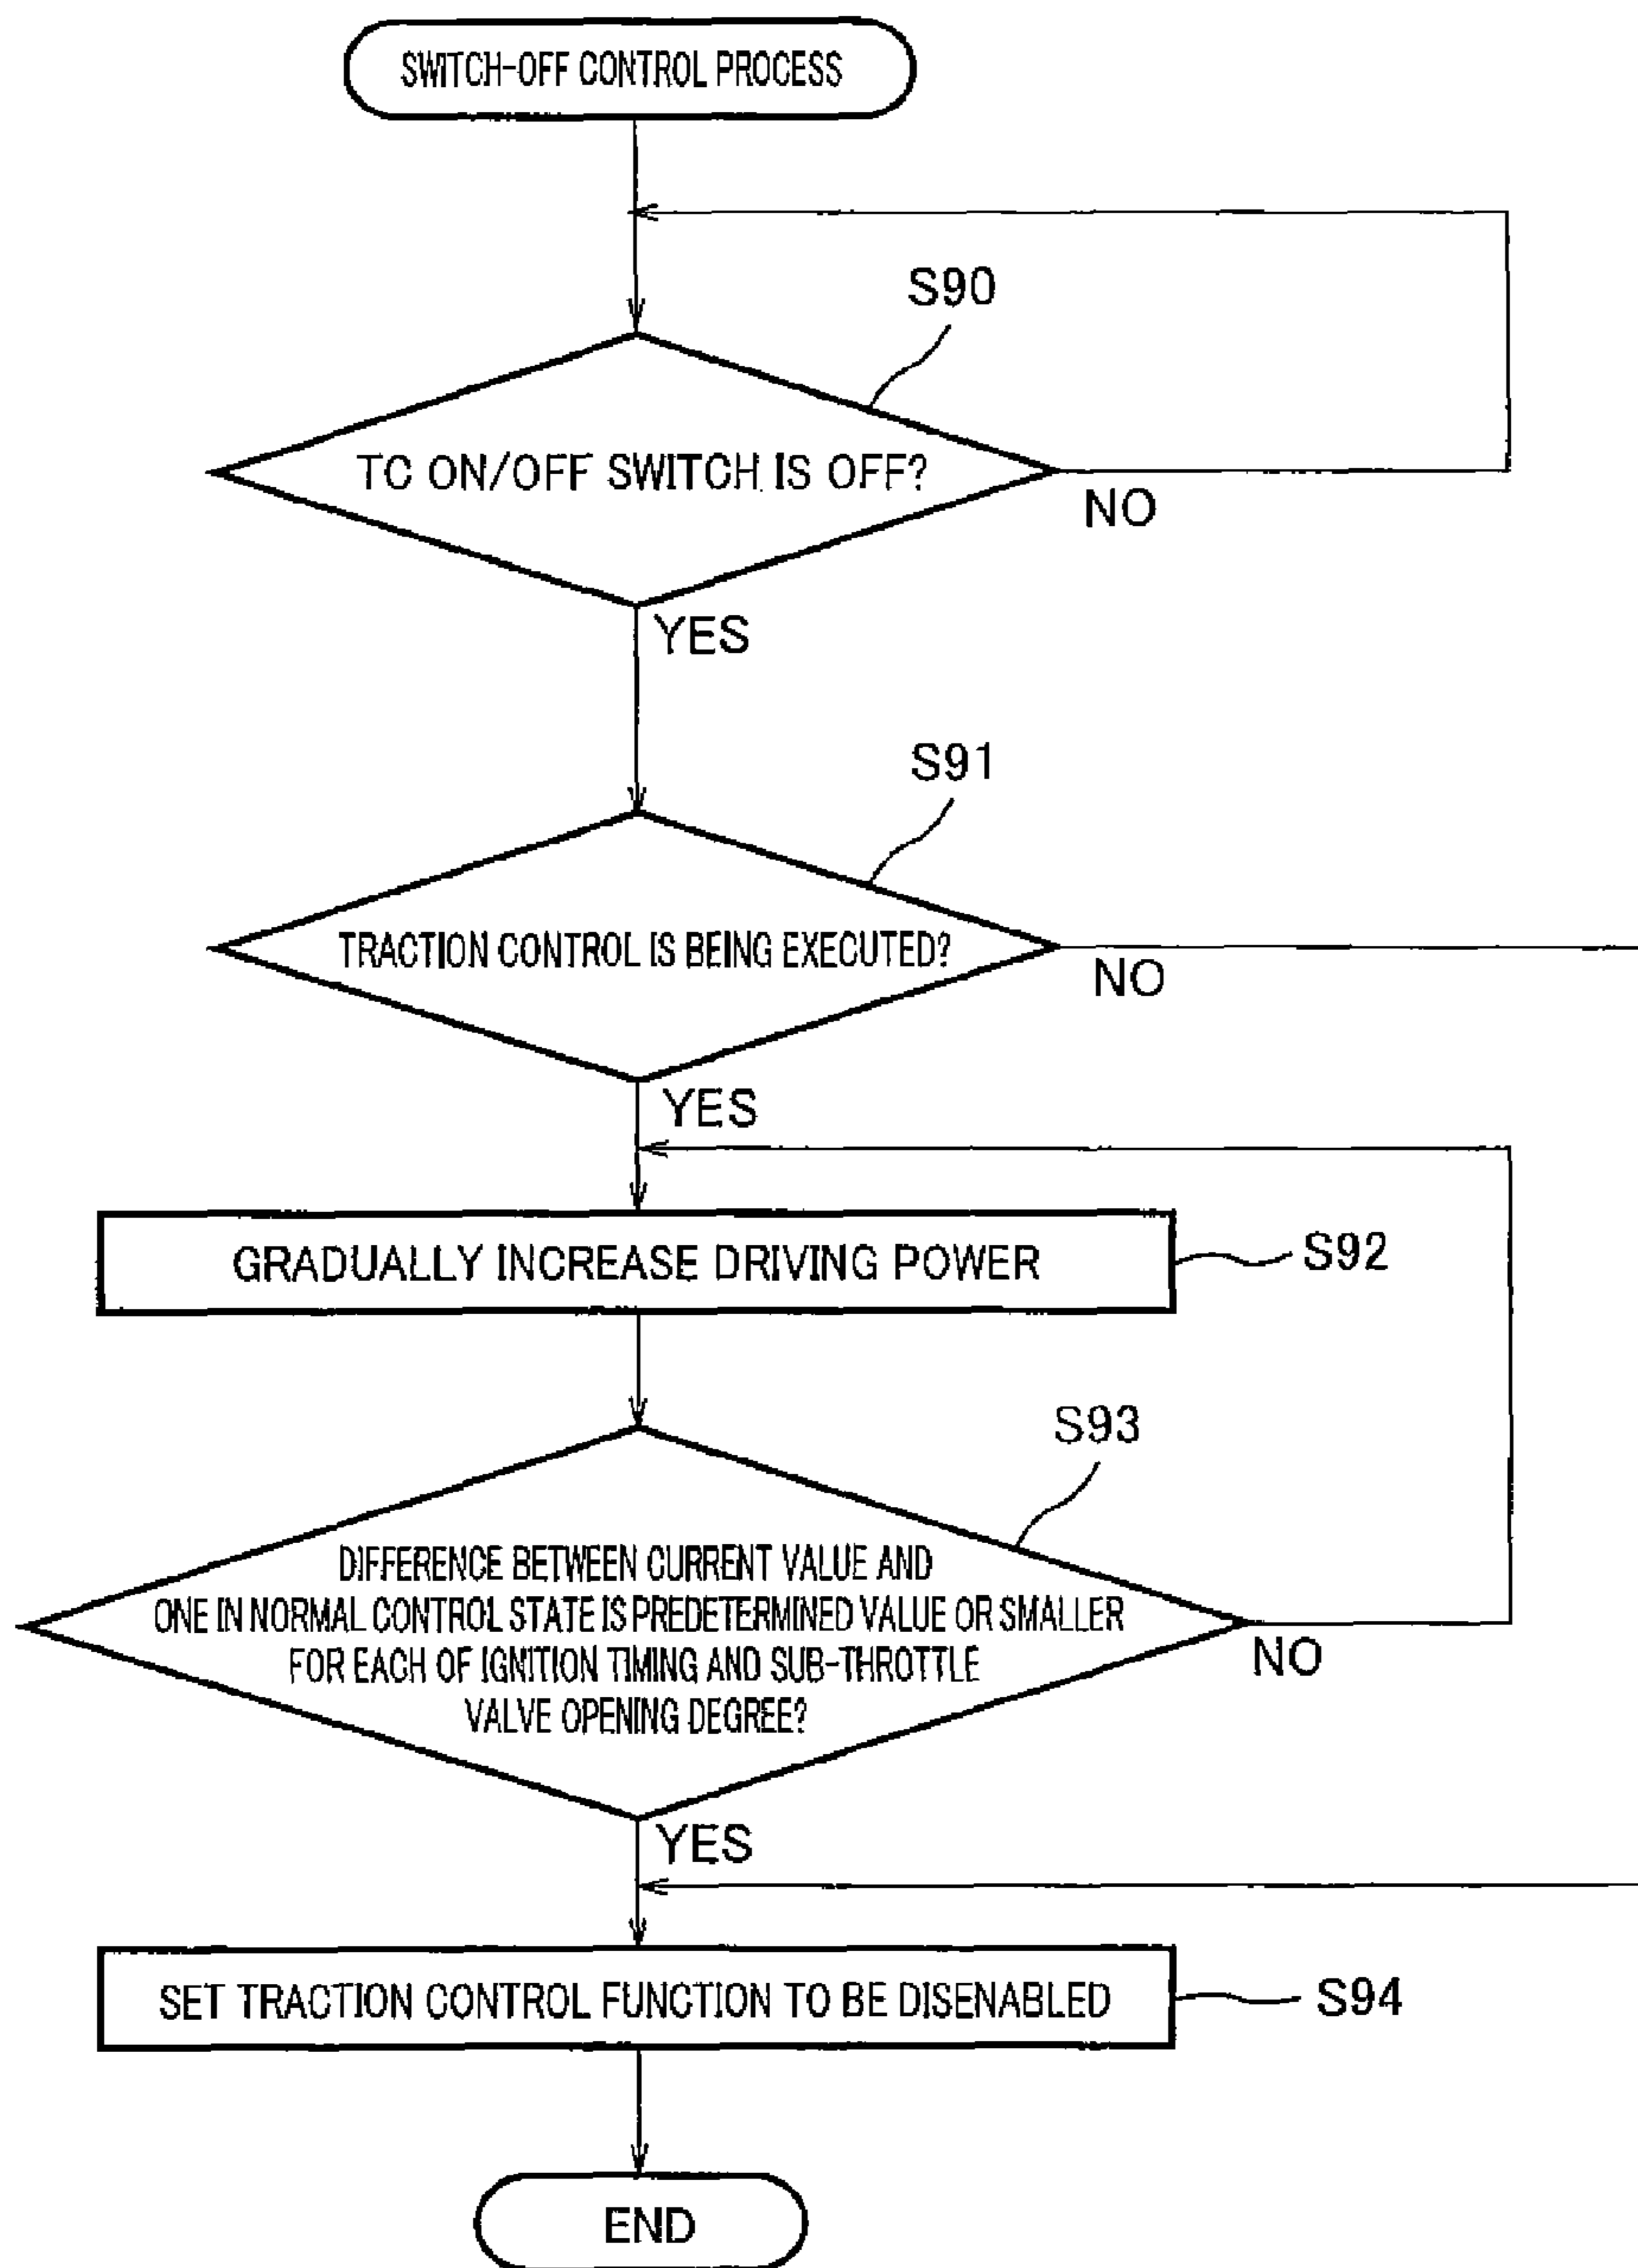 SWITCH-OFF CONTROL PROCESS
S90
TC ON/OFF SWITCH IS OFF?
NO
YES
S91
TRACTION CONTROL IS BEING EXECUTED?
NO
YES
GRADUALLY INCREASE DRIVING POWER
S92
S93
DIFFERENCE BETWEEN CURRENT VALUE AND
ONE IN NORMAL CONTROL STATE IS PREDETERMINED VALUE OR SMALLER
FOR EACH OF IGNITION TIMING AND SUB-THROTTLE
VALVE OPENING DEGREE?
NO
YES
SET TRACTION CONTROL FUNCTION TO BE DISENABLED
S94
END